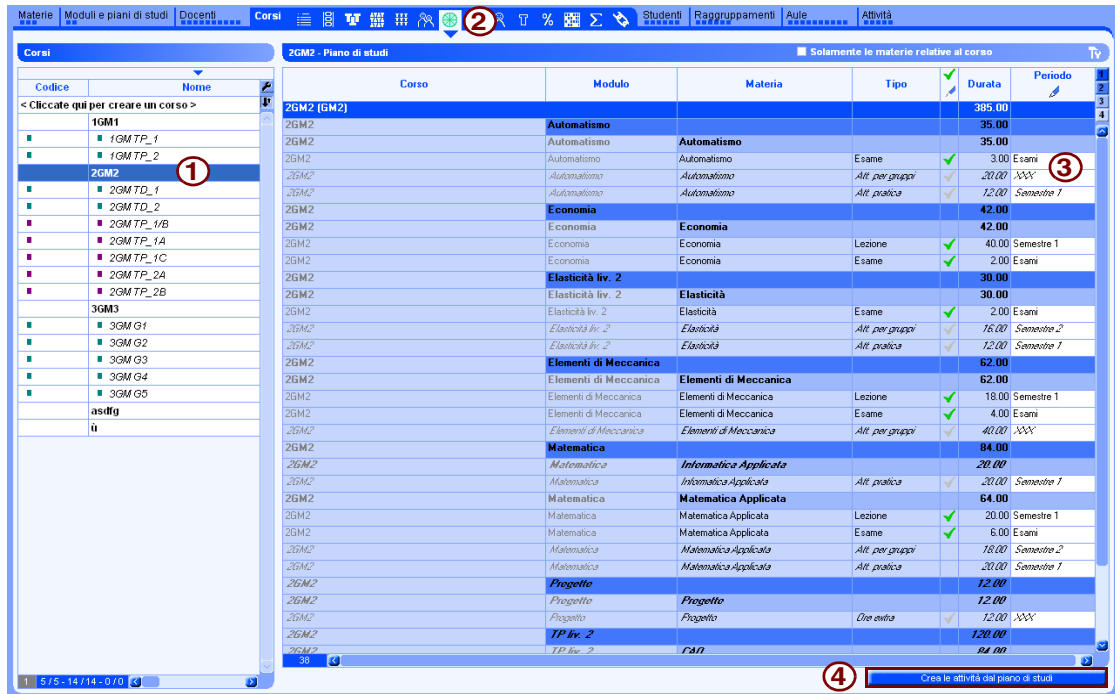 Materie Moduli e piani di studi Docenti Corsi Σ % Studenti Raggruppamenti Aule Attività
2
Corsi
2GM2 - Piano di studi Solamente le materie relative al corso
Codice Nome
< Cliccate qui per creare un corso >
1GM1
1GM TP_1
1GM TP_2
2GM2 1
2GM TD_1
2GM TD_2
2GM TP_1/B
2GM TP_1A
2GM TP_1C
2GM TP_2A
2GM TP_2B
3GM3
3GM G1
3GM G2
3GM G3
3GM G4
3GM G5
asdfg
ù
1 5/5 - 14/14 - 0/0
Corso Modulo Materia Tipo Durata Periodo
1
2
3
4
2GM2 (GM2) 385.00
2GM2 Automatismo 35.00
2GM2 Automatismo Automatismo 35.00
2GM2 Automatismo Automatismo Esame 3.00 Esami
3
2GM2 Automatismo Automatismo Att. per gruppi 20.00 XXX
2GM2 Automatismo Automatismo Att. pratica 12.00 Semestre 1
2GM2 Economia 42.00
2GM2 Economia Economia 42.00
2GM2 Economia Economia Lezione 40.00 Semestre 1
2GM2 Economia Economia Esame 2.00 Esami
2GM2 Elasticità liv. 2 30.00
2GM2 Elasticità liv. 2 Elasticità 30.00
2GM2 Elasticità liv. 2 Elasticità Esame 2.00 Esami
2GM2 Elasticità liv. 2 Elasticità Att. per gruppi 16.00 Semestre 2
2GM2 Elasticità liv. 2 Elasticità Att. pratica 12.00 Semestre 1
2GM2 Elementi di Meccanica 62.00
2GM2 Elementi di Meccanica Elementi di Meccanica 62.00
2GM2 Elementi di Meccanica Elementi di Meccanica Lezione 18.00 Semestre 1
2GM2 Elementi di Meccanica Elementi di Meccanica Esame 4.00 Esami
2GM2 Elementi di Meccanica Elementi di Meccanica Att. per gruppi 40.00 XXX
2GM2 Matematica 84.00
2GM2 Matematica Informatica Applicata 20.00
2GM2 Matematica Informatica Applicata Att. pratica 20.00 Semestre 1
2GM2 Matematica Matematica Applicata 64.00
2GM2 Matematica Matematica Applicata Lezione 20.00 Semestre 1
2GM2 Matematica Matematica Applicata Esame 6.00 Esami
2GM2 Matematica Matematica Applicata Att. per gruppi 18.00 Semestre 2
2GM2 Matematica Matematica Applicata Att. pratica 20.00 Semestre 1
2GM2 Progetto 12.00
2GM2 Progetto Progetto 12.00
2GM2 Progetto Progetto Ore extra 12.00 XXX
2GM2 TP liv. 2 120.00
2GM2 TP liv. 2 CAO 84.00
38
4 Crea le attività dal piano di studi